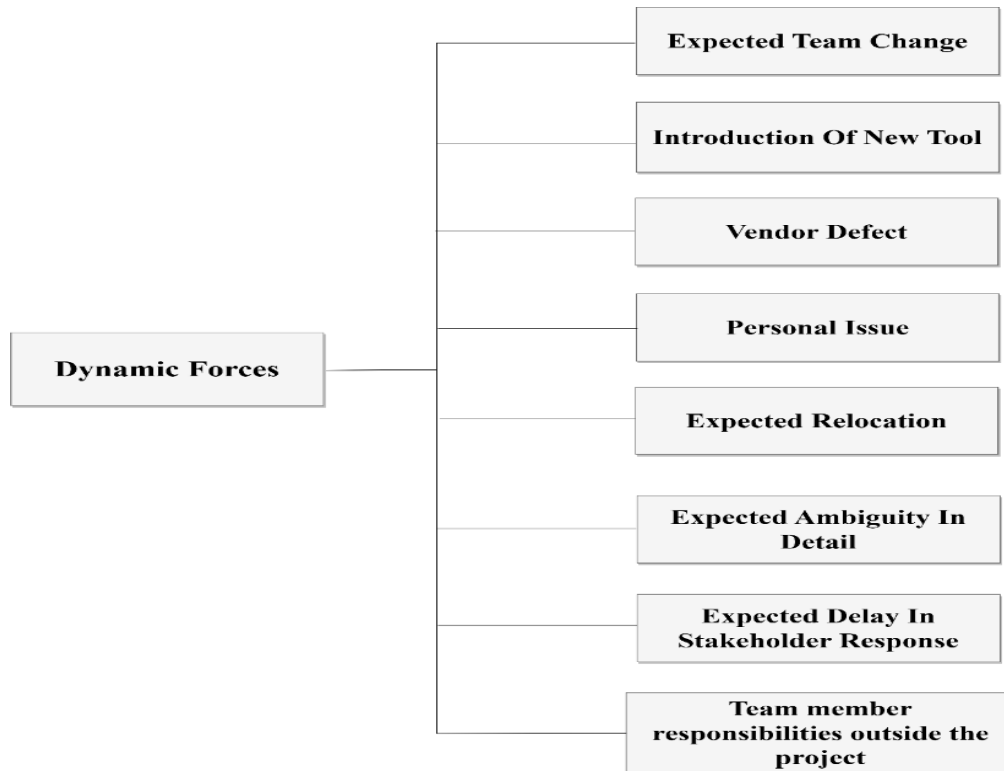 Expected Team Change
Introduction Of New Tool
Vendor Defect
Personal Issue
Dynamic Forces
Expected Relocation
Expected Ambiguity In
Detail
Expected Delay In
Stakeholder Response
Team member
responsibilities outside the
project